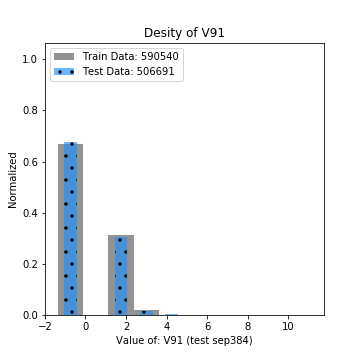 Desity of V91
Train Data: 590540
Test Data: 506691
1.0
0.8
0.6
0.4
0.2
0.0
Normalized
−2
0
2
4
6
8
10
Value of: V91 (test sep384)